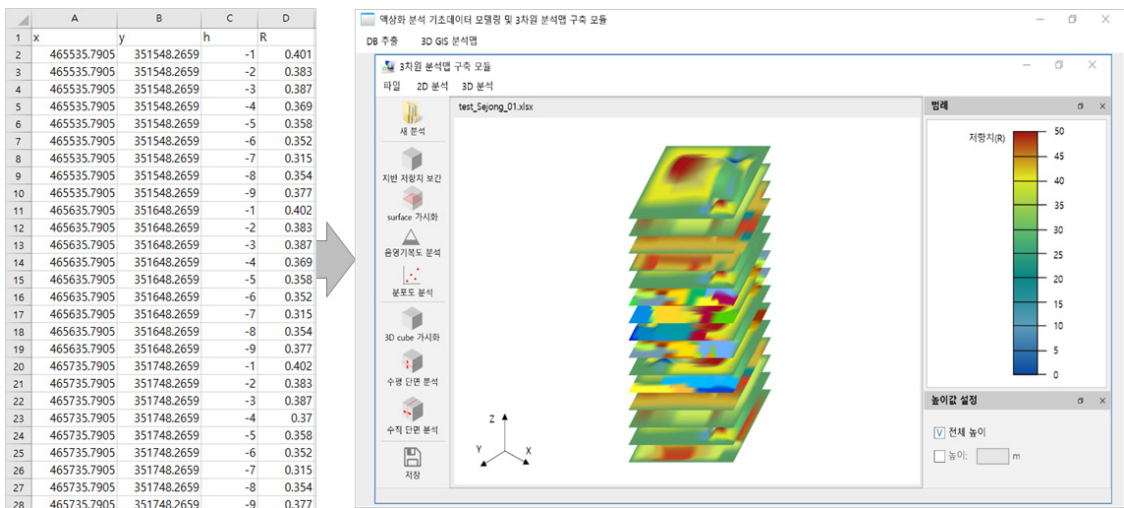 A B C D
1 x y h R
2 465535.7905 351548.2659 -1 0.401
3 465535.7905 351548.2659 -2 0.383
4 465535.7905 351548.2659 -3 0.387
5 465535.7905 351548.2659 -4 0.369
6 465535.7905 351548.2659 -5 0.358
7 465535.7905 351548.2659 -6 0.352
8 465535.7905 351548.2659 -7 0.315
9 465535.7905 351548.2659 -8 0.354
10 465535.7905 351548.2659 -9 0.377
11 465635.7905 351648.2659 -1 0.402
12 465635.7905 351648.2659 -2 0.383
13 465635.7905 351648.2659 -3 0.387
14 465635.7905 351648.2659 -4 0.369
15 465635.7905 351648.2659 -5 0.358
16 465635.7905 351648.2659 -6 0.352
17 465635.7905 351648.2659 -7 0.315
18 465635.7905 351648.2659 -8 0.354
19 465635.7905 351648.2659 -9 0.377
20 465735.7905 351748.2659 -1 0.402
21 465735.7905 351748.2659 -2 0.383
22 465735.7905 351748.2659 -3 0.387
23 465735.7905 351748.2659 -4 0.37
24 465735.7905 351748.2659 -5 0.358
25 465735.7905 351748.2659 -6 0.352
26 465735.7905 351748.2659 -7 0.315
27 465735.7905 351748.2659 -8 0.354
28 465735.7905 351748.2659 -9 0.377
액상화 분석 기초데이터 모델링 및 3차원 분석맵 구축 모듈
DB 추출 3D GIS 분석맵
3차원 분석맵 구축 모듈
파일 2D 분석 3D 분석
새 분석
지반 저항치 보간
surface 가시화
음영기복도 분석
분포도 분석
3D cube 가시화
수평 단면 분석
수직 단면 분석
저장
test_Sejong_01.xlsx
Z
Y
X
범례
저항치(R)
50
45
40
35
30
25
20
15
10
5
0
높이값 설정
V 전체 높이
높이: m